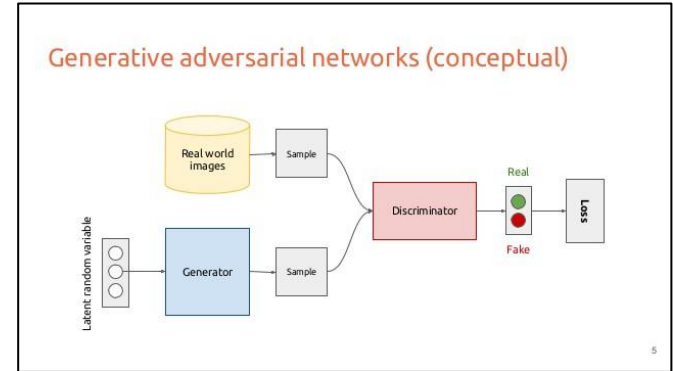 Generative adversarial networks (conceptual)
Real world
images
Sample
Latent random variable
Generator
Sample
Discriminator
Real
Fake
Loss
5